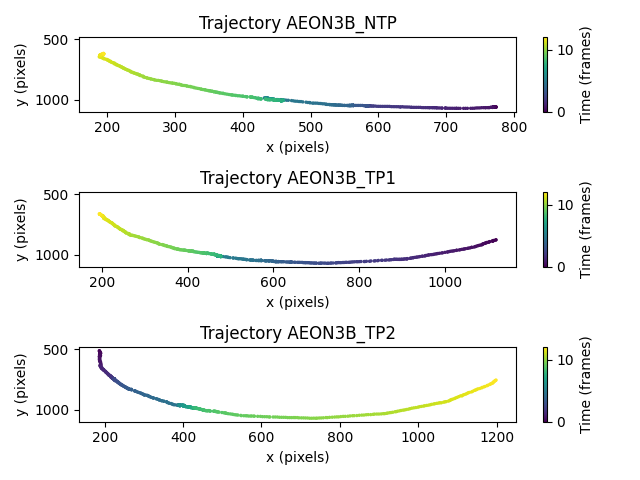 Trajectory AEON3B_NTP
500
1000
y (pixels)
200 300 400 500 600 700 800
x (pixels)
10
0
Time (frames)
Trajectory AEON3B_TP1
500
1000
y (pixels)
200 400 600 800 1000
x (pixels)
10
0
Time (frames)
Trajectory AEON3B_TP2
500
1000
y (pixels)
200 400 600 800 1000 1200
x (pixels)
10
0
Time (frames)